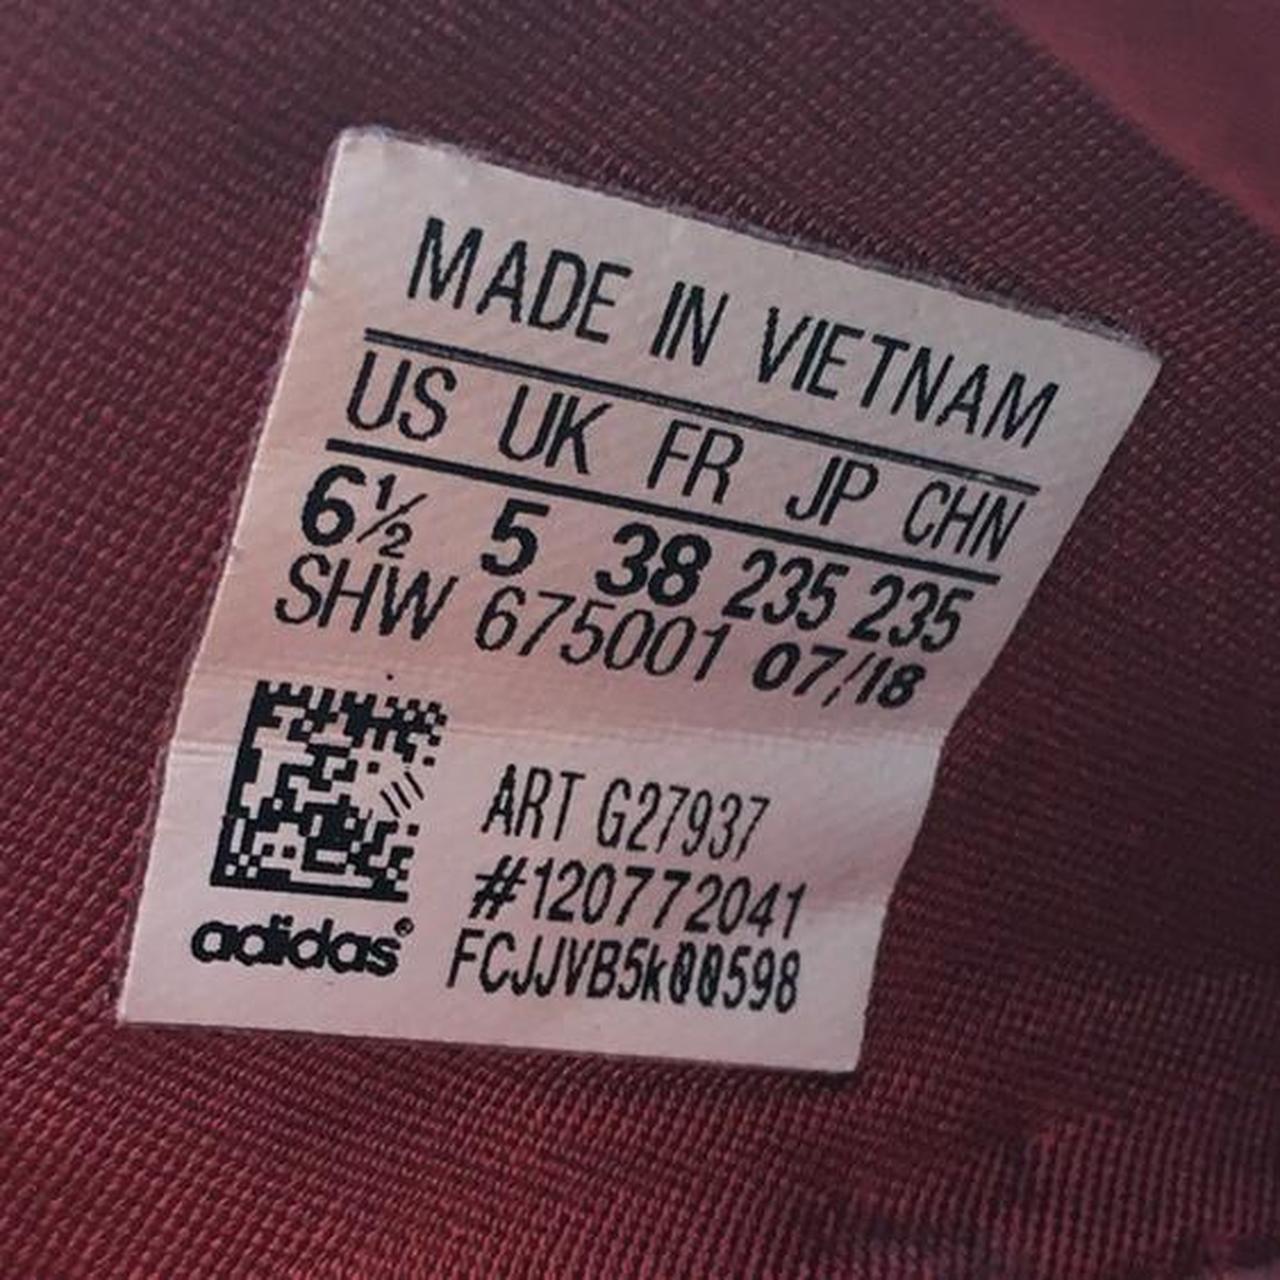 MADE IN VIETNAM
US UK FR JP CHN
6½ 5 38 235 235
SHW 675001 07/18
ART G27937
#120772041
FCJJVB5k00598
adidas®